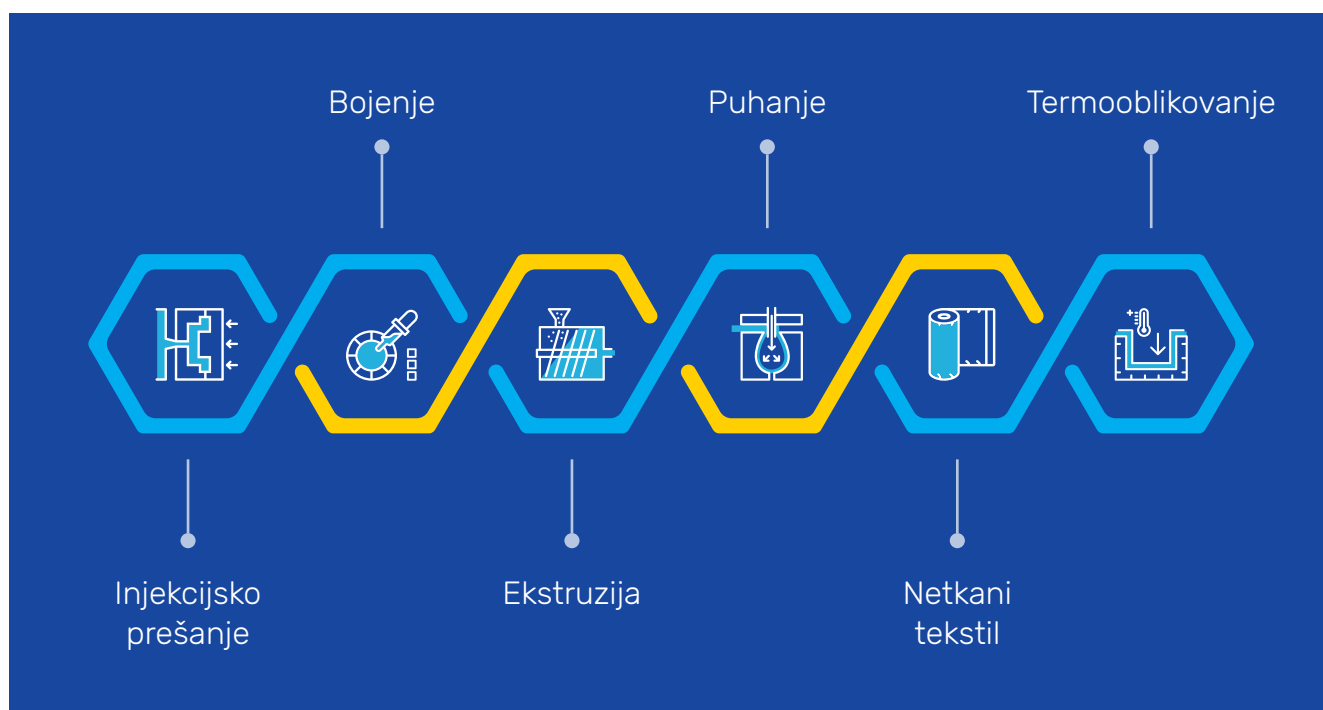 Bojenje
Puhanje
Termooblikovanje
Injekcijsko
prešanje
Ekstruzija
Netkani
tekstil